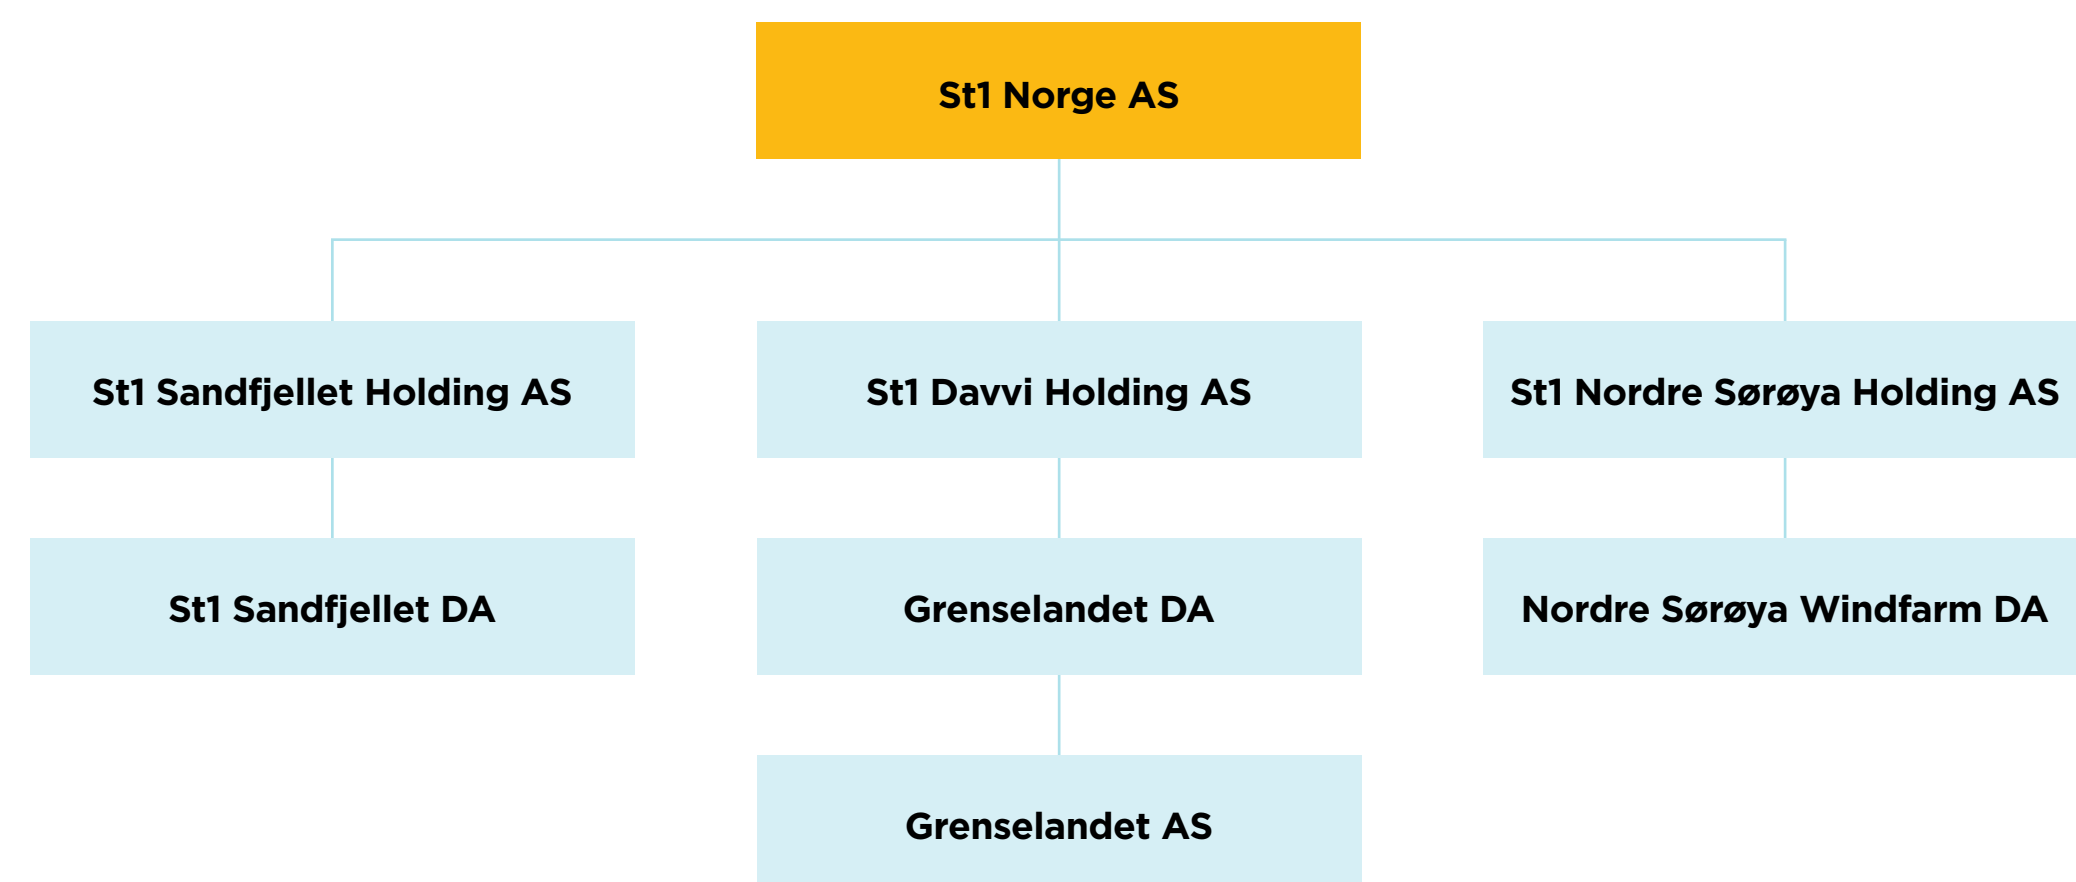 St1 Norge AS
St1 Sandfjellet Holding AS
St1 Davvi Holding AS
St1 Nordre Sørøya Holding AS
St1 Sandfjellet DA
Grenselandet DA
Nordre Sørøya Windfarm DA
Grenselandet AS